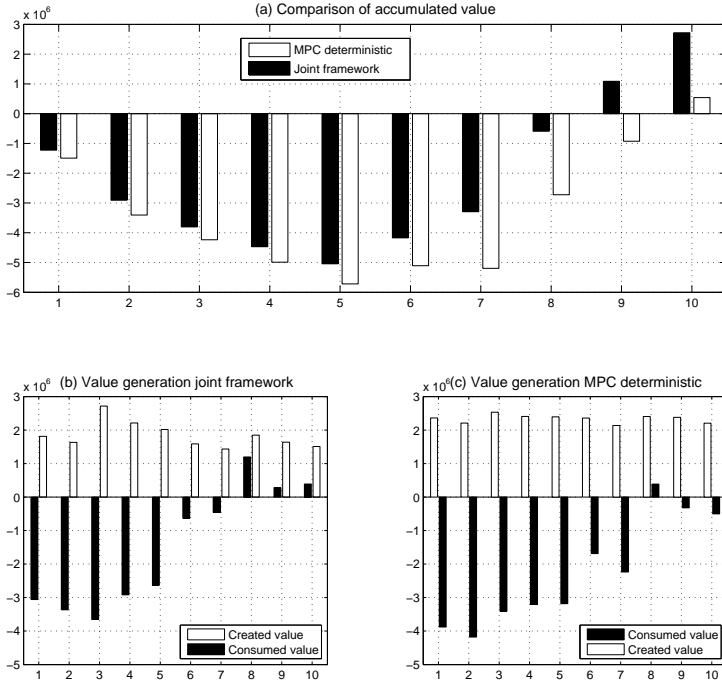 (a) Comparison of accumulated value
x 10^6
3
2
1
0
−1
−2
−3
−4
−5
−6
MPC deterministic
Joint framework
1 2 3 4 5 6 7 8 9 10
x 10^6
(b) Value generation joint framework
3
2
1
0
−1
−2
−3
−4
−5
Created value
Consumed value
1 2 3 4 5 6 7 8 9 10
x 10^6
(c) Value generation MPC deterministic
3
2
1
0
−1
−2
−3
−4
−5
Consumed value
Created value
1 2 3 4 5 6 7 8 9 10